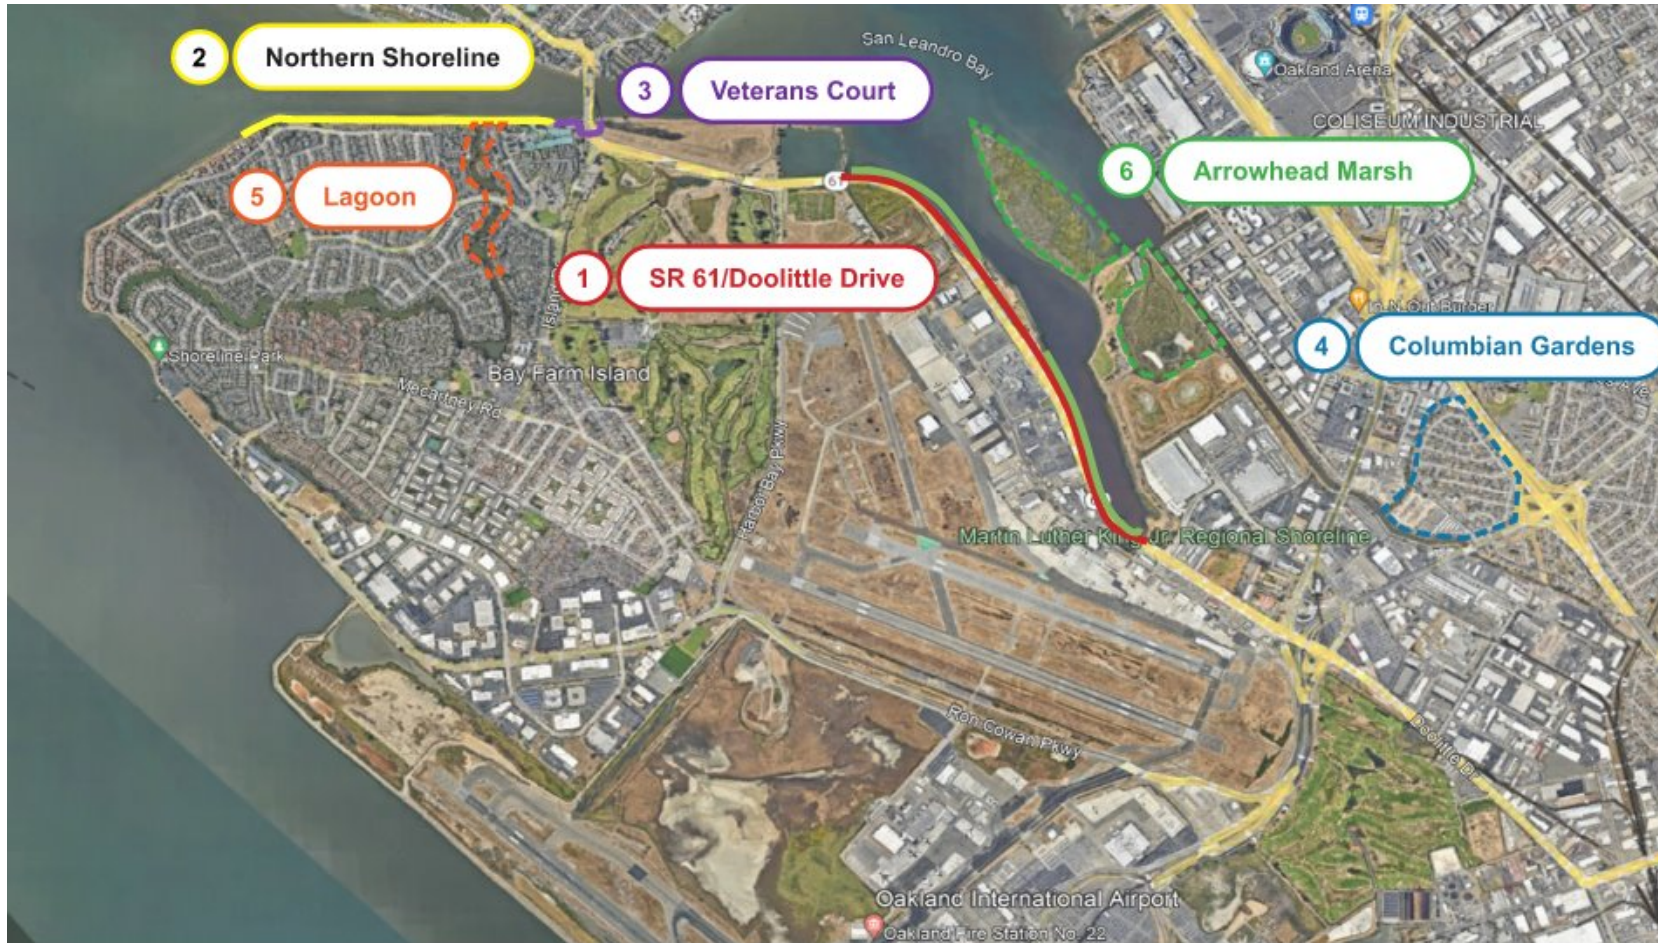 2 Northern Shoreline
San Leandro Bay
3 Veterans Court
Oakland Arena
COLISEUM INDUSTRIAL
5 Lagoon
61
6 Arrowhead Marsh
1 SR 61/Doolittle Drive
In-N-Out Burger
4 Columbian Gardens
Shoreline Park
Bay Farm Island
Mecartney Rd
Harbor Bay Pkwy
Martin Luther King Jr. Regional Shoreline
Ron Cowan Pkwy
Doolittle Dr
Oakland International Airport
Oakland Fire Station No. 22